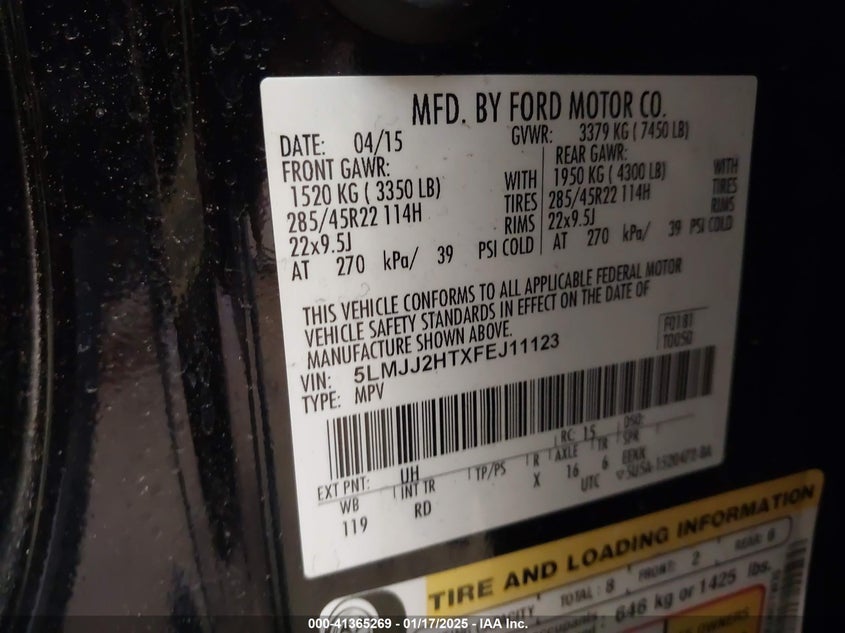 MFD. BY FORD MOTOR CO.
DATE: 04/15 GVWR: 3379 KG ( 7450 LB)
FRONT GAWR: REAR GAWR:
1520 KG ( 3350 LB) WITH 1950 KG ( 4300 LB) WITH
285/45R22 114H TIRES 285/45R22 114H TIRES
22x9.5J RIMS 22x9.5J RIMS
AT 270 kPa/ 39 PSI COLD AT 270 kPa/ 39 PSI COLD
THIS VEHICLE CONFORMS TO ALL APPLICABLE FEDERAL MOTOR
VEHICLE SAFETY STANDARDS IN EFFECT ON THE DATE OF
MANUFACTURE SHOWN ABOVE.
F0181
T0050
VIN: 5LMJJ2HTXFEJ11123
TYPE: MPV
EXT PNT: UH RC: 15 DSO:
WB INT TR TP/PS R AXLE TR SPR
119 RD X 16 6 EEKK
UTC
TIRE AND LOADING INFORMATION
TOTAL: 8 FRONT: 2 REAR: 6
646 kg or 1425 lbs.
OWNERS
000-41365269 - 01/17/2025 - IAA Inc.